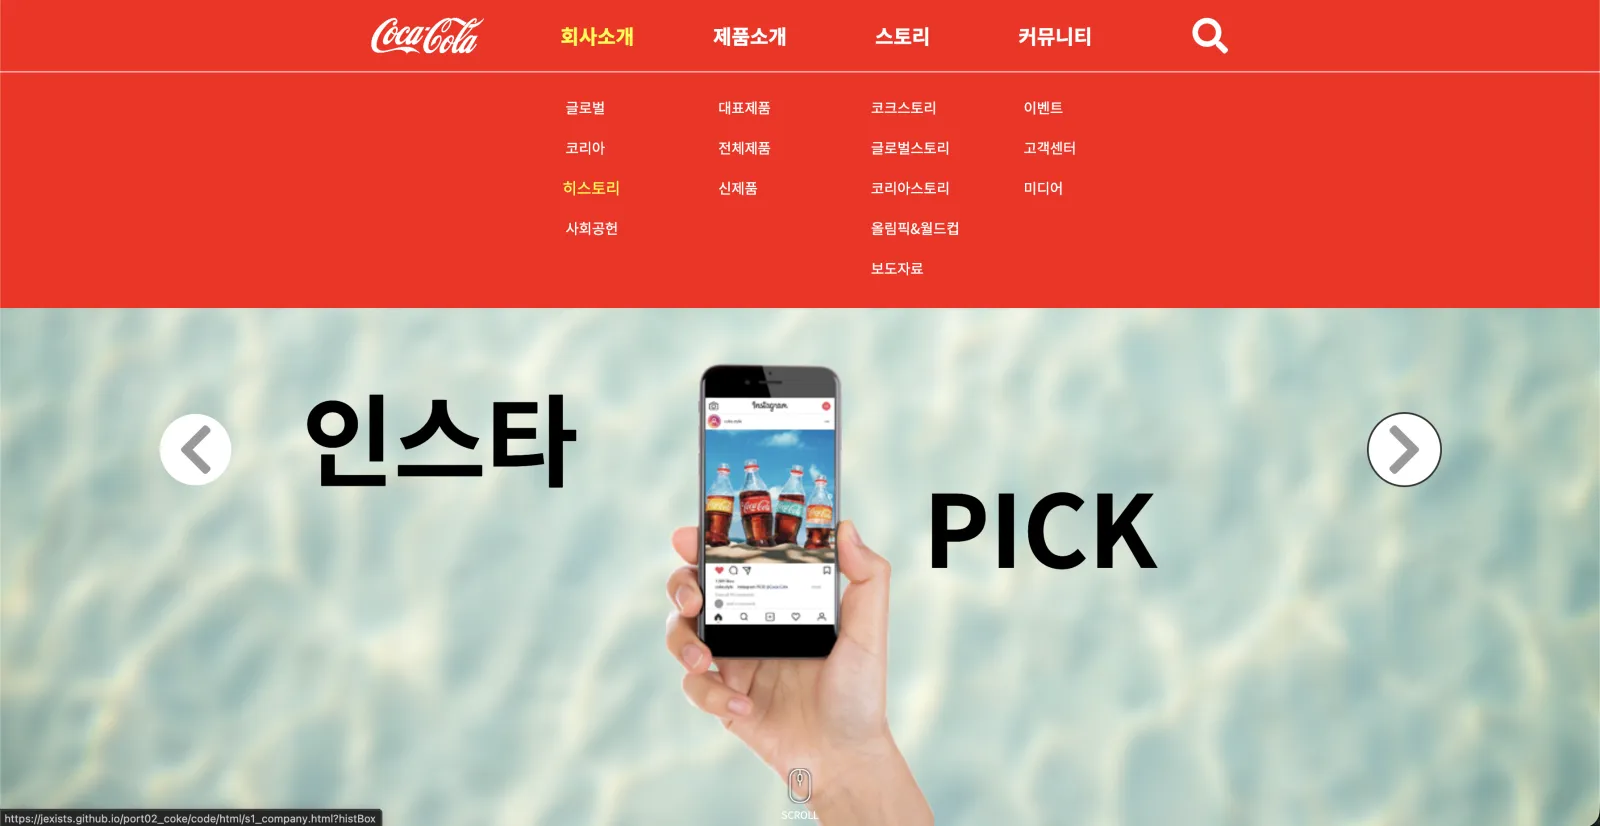 Coca-Cola 회사소개 제품소개 스토리 커뮤니티
글로벌 대표제품 코크스토리 이벤트
코리아 전체제품 글로벌스토리 고객센터
히스토리 신제품 코리아스토리 미디어
사회공헌 올림픽&월드컵
보도자료
인스타
Instagram
PICK
SCROLL
https://jexists.github.io/port02_coke/code/html/s1_company.html?histBox